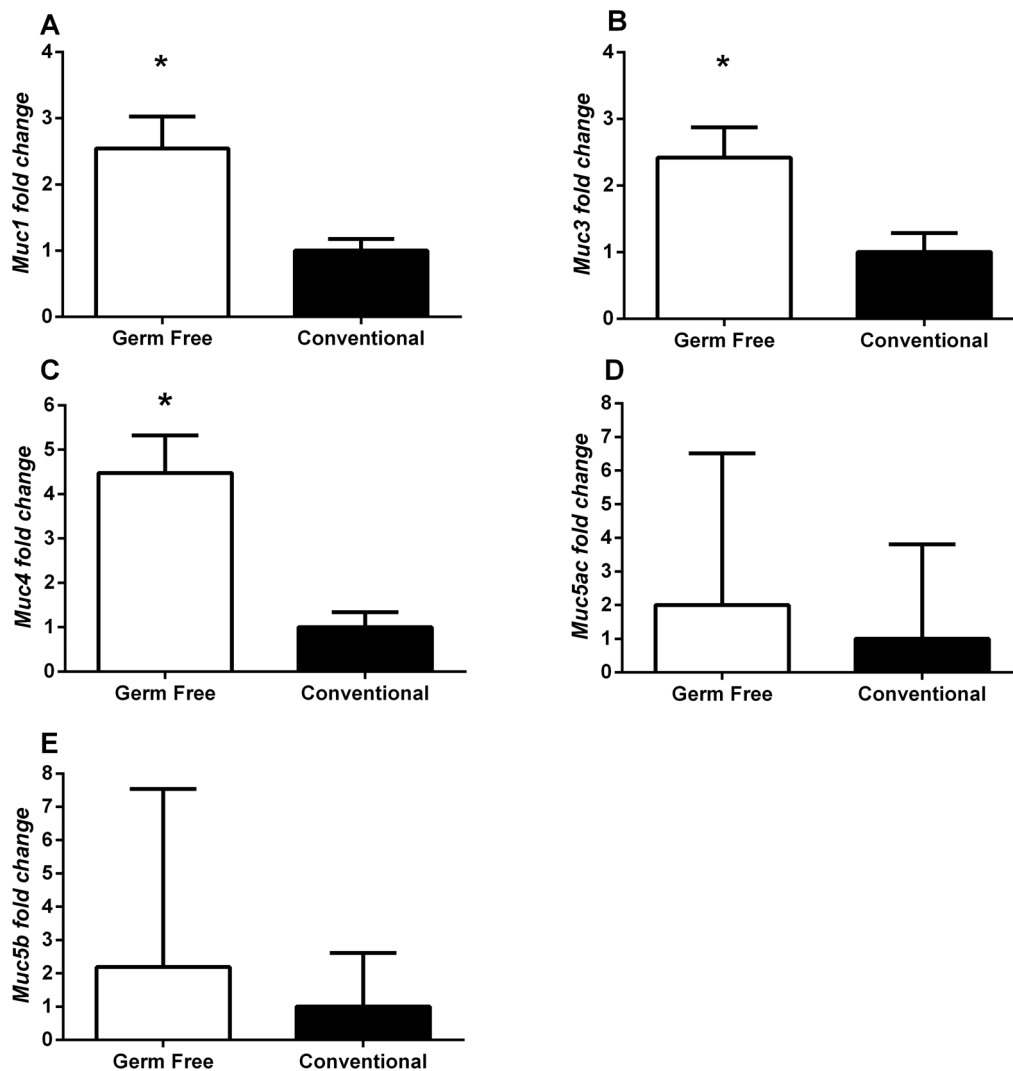 A
Muc1 fold change
4
3
2
1
0
*
Germ Free
Conventional
B
Muc3 fold change
4
3
2
1
0
*
Germ Free
Conventional
C
Muc4 fold change
6
5
4
3
2
1
0
*
Germ Free
Conventional
D
Muc5ac fold change
8
7
6
5
4
3
2
1
0
Germ Free
Conventional
E
Muc5b fold change
8
7
6
5
4
3
2
1
0
Germ Free
Conventional